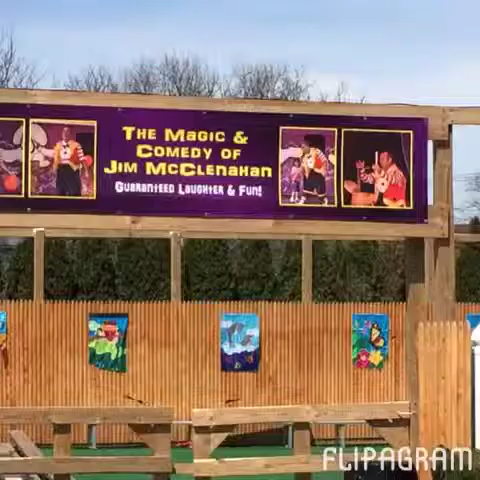 The Magic &
Comedy of
Jim McClenahan
Guaranteed Laughter & Fun!
FLIPAGRAM